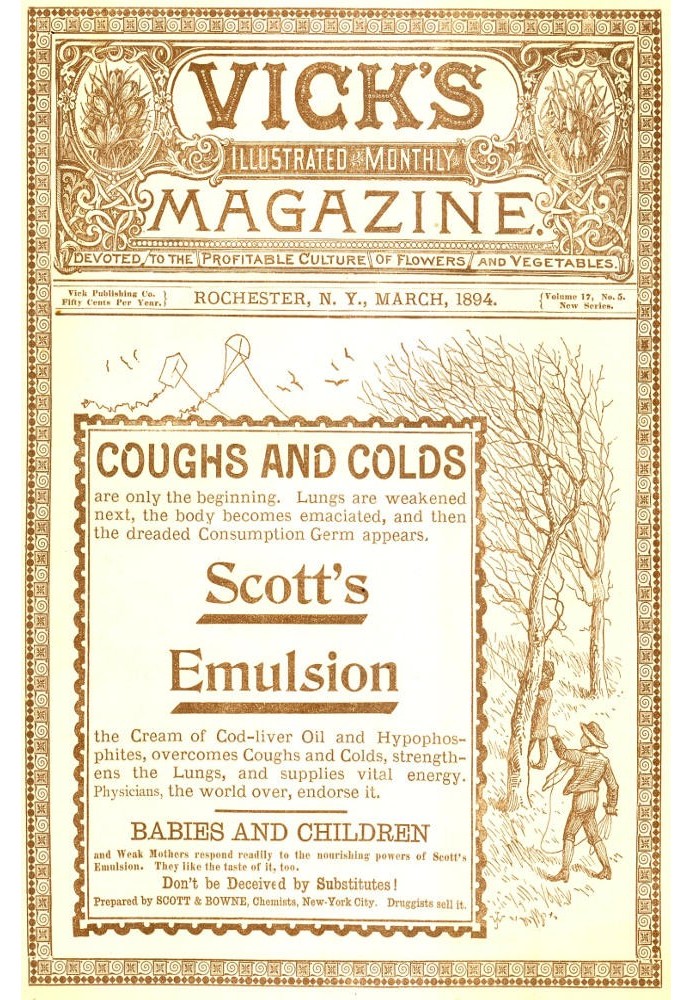 VICK'S
ILLUSTRATED AND MONTHLY
MAGAZINE.
DEVOTED TO THE PROFITABLE CULTURE OF FLOWERS AND VEGETABLES.
Vick Publishing Co.
Fifty Cents Per Year.
ROCHESTER, N. Y., MARCH, 1894.
Volume 17, No. 5.
New Series.
COUGHS AND COLDS
are only the beginning. Lungs are weakened
next, the body becomes emaciated, and then
the dreaded Consumption Germ appears.
Scott's
Emulsion
the Cream of Cod-liver Oil and Hypophos-
phites, overcomes Coughs and Colds, strength-
ens the Lungs, and supplies vital energy.
Physicians, the world over, endorse it.
BABIES AND CHILDREN
and Weak Mothers respond readily to the nourishing powers of Scott's
Emulsion. They like the taste of it, too.
Don't be Deceived by Substitutes!
Prepared by SCOTT & BOWNE, Chemists, New-York City. Druggists sell it.